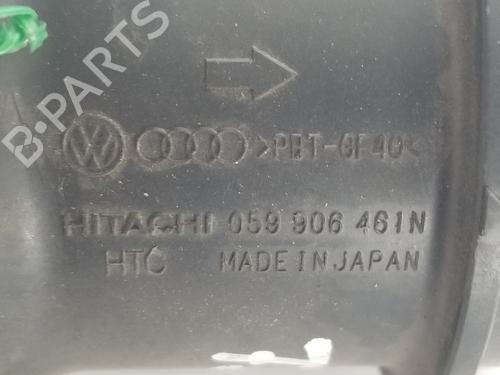 B-PARTS
>PBT-GF40<
HITACHI 059 906 461N
HTC MADE IN JAPAN